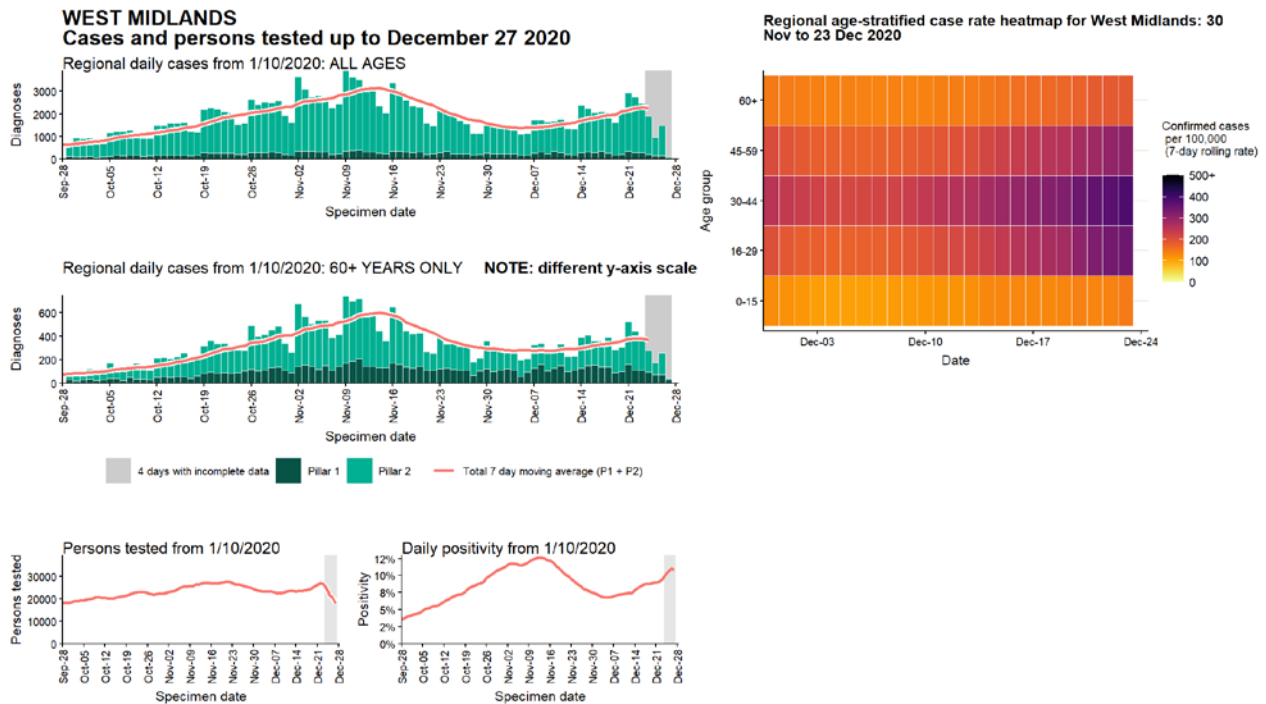 WEST MIDLANDS
Cases and persons tested up to December 27 2020
Regional daily cases from 1/10/2020: ALL AGES
Diagnoses
3000
2000
1000
0
Sep-28
Oct-05
Oct-12
Oct-19
Oct-26
Nov-02
Nov-09
Nov-16
Nov-23
Nov-30
Dec-07
Dec-14
Dec-21
Dec-28
Specimen date
Regional daily cases from 1/10/2020: 60+ YEARS ONLY NOTE: different y-axis scale
Diagnoses
600
400
200
0
Sep-28
Oct-05
Oct-12
Oct-19
Oct-26
Nov-02
Nov-09
Nov-16
Nov-23
Nov-30
Dec-07
Dec-14
Dec-21
Dec-28
Specimen date
4 days with incomplete data Pillar 1 Pillar 2 Total 7 day moving average (P1 + P2)
Persons tested from 1/10/2020
Persons tested
30000
20000
10000
0
Sep-28
Oct-05
Oct-12
Oct-19
Oct-26
Nov-02
Nov-09
Nov-16
Nov-23
Nov-30
Dec-07
Dec-14
Dec-21
Dec-28
Specimen date
Daily positivity from 1/10/2020
Positivity
12%
10%
8%
5%
2%
0%
Sep-28
Oct-05
Oct-12
Oct-19
Oct-26
Nov-02
Nov-09
Nov-16
Nov-23
Nov-30
Dec-07
Dec-14
Dec-21
Dec-28
Specimen date
Regional age-stratified case rate heatmap for West Midlands: 30
Nov to 23 Dec 2020
Age group
60+
45-59
30-44
16-29
0-15
Dec-03
Dec-10
Dec-17
Dec-24
Date
Confirmed cases
per 100,000
(7-day rolling rate)
500+
400
300
200
100
0